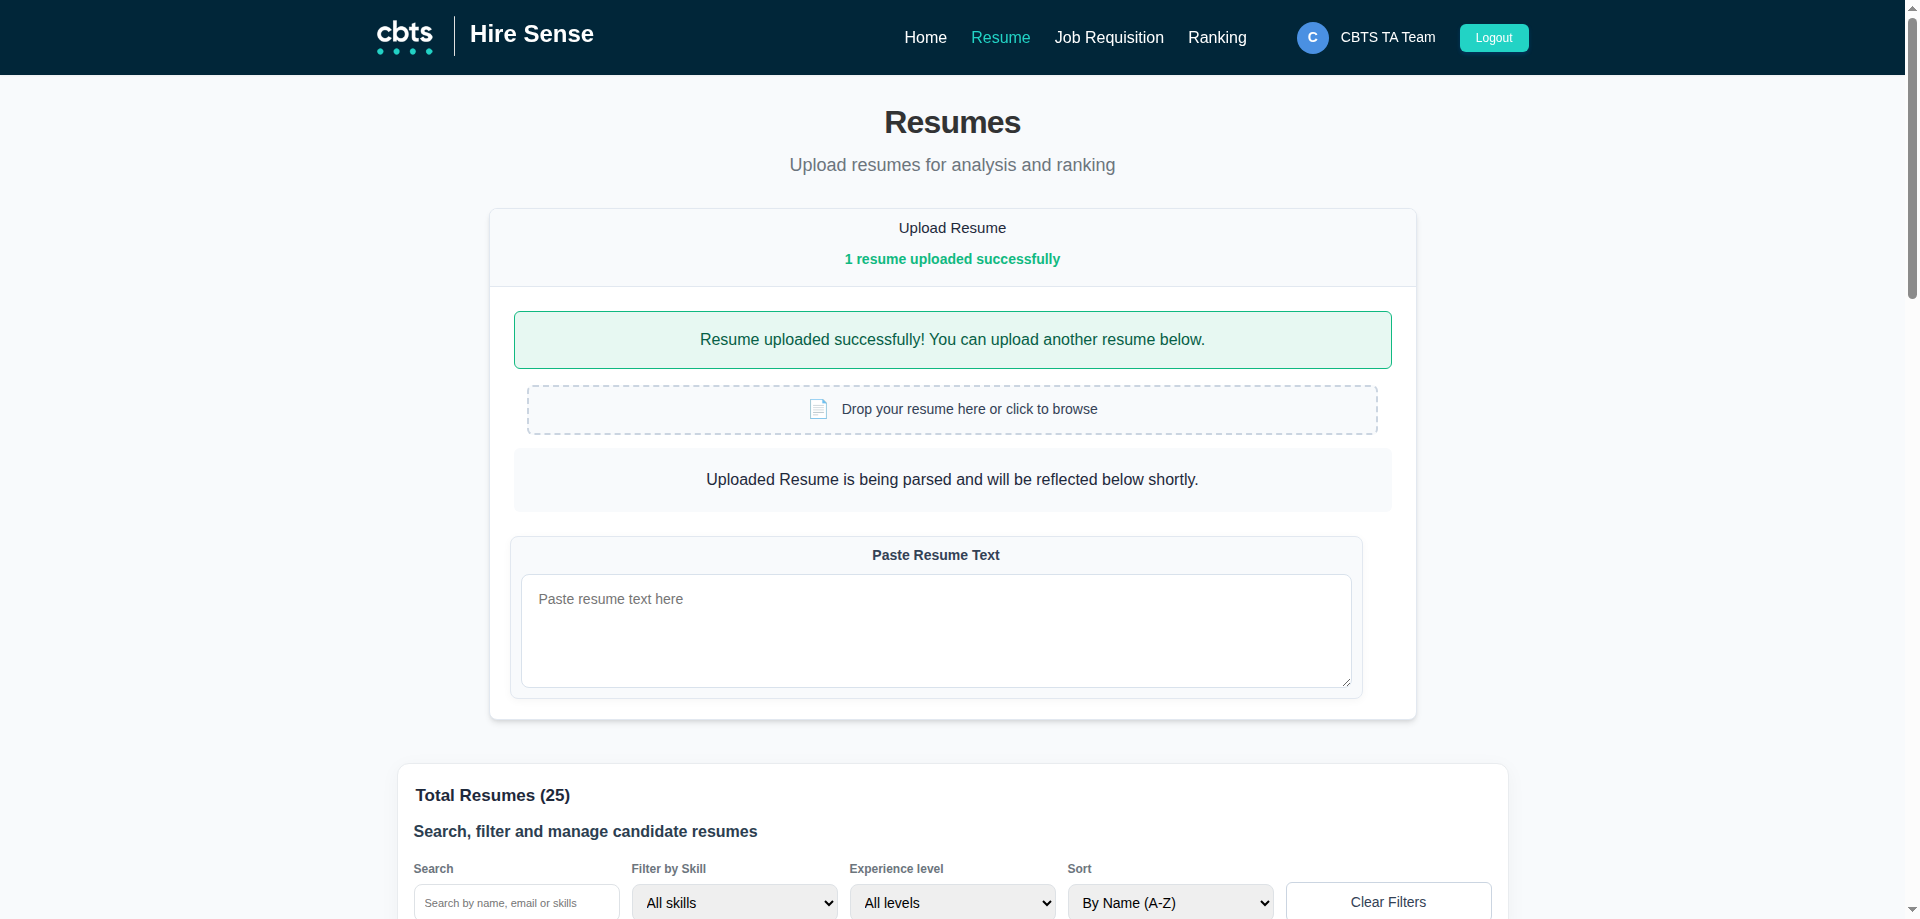 cbts
Hire Sense
Home
Resume
Job Requisition
Ranking
C
CBTS TA Team
Logout
Resumes
Upload resumes for analysis and ranking
Upload Resume
1 resume uploaded successfully
Resume uploaded successfully! You can upload another resume below.
Drop your resume here or click to browse
Uploaded Resume is being parsed and will be reflected below shortly.
Paste Resume Text
Paste resume text here
Total Resumes (25)
Search, filter and manage candidate resumes
Search
Filter by Skill
Experience level
Sort
Search by name, email or skills
All skills
All levels
By Name (A-Z)
Clear Filters